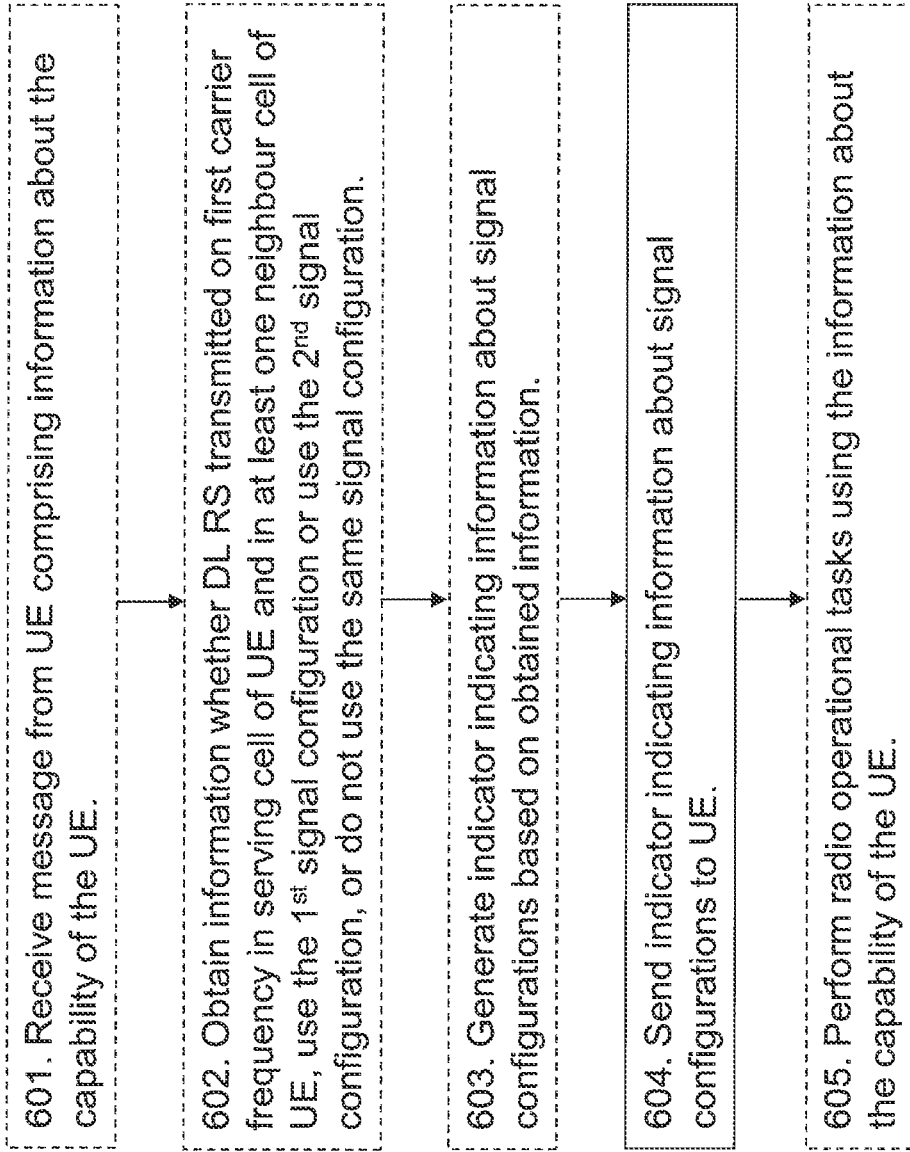 601. Receive message from UE comprising information about the
capability of the UE.
602. Obtain information whether DL RS transmitted on first carrier
frequency in serving cell of UE and in at least one neighbour cell of
UE, use the 1st signal configuration or use the 2nd signal
configuration, or do not use the same signal configuration.
603. Generate indicator indicating information about signal
configurations based on obtained information.
604. Send indicator indicating information about signal
configurations to UE.
605. Perform radio operational tasks using the information about
the capability of the UE.